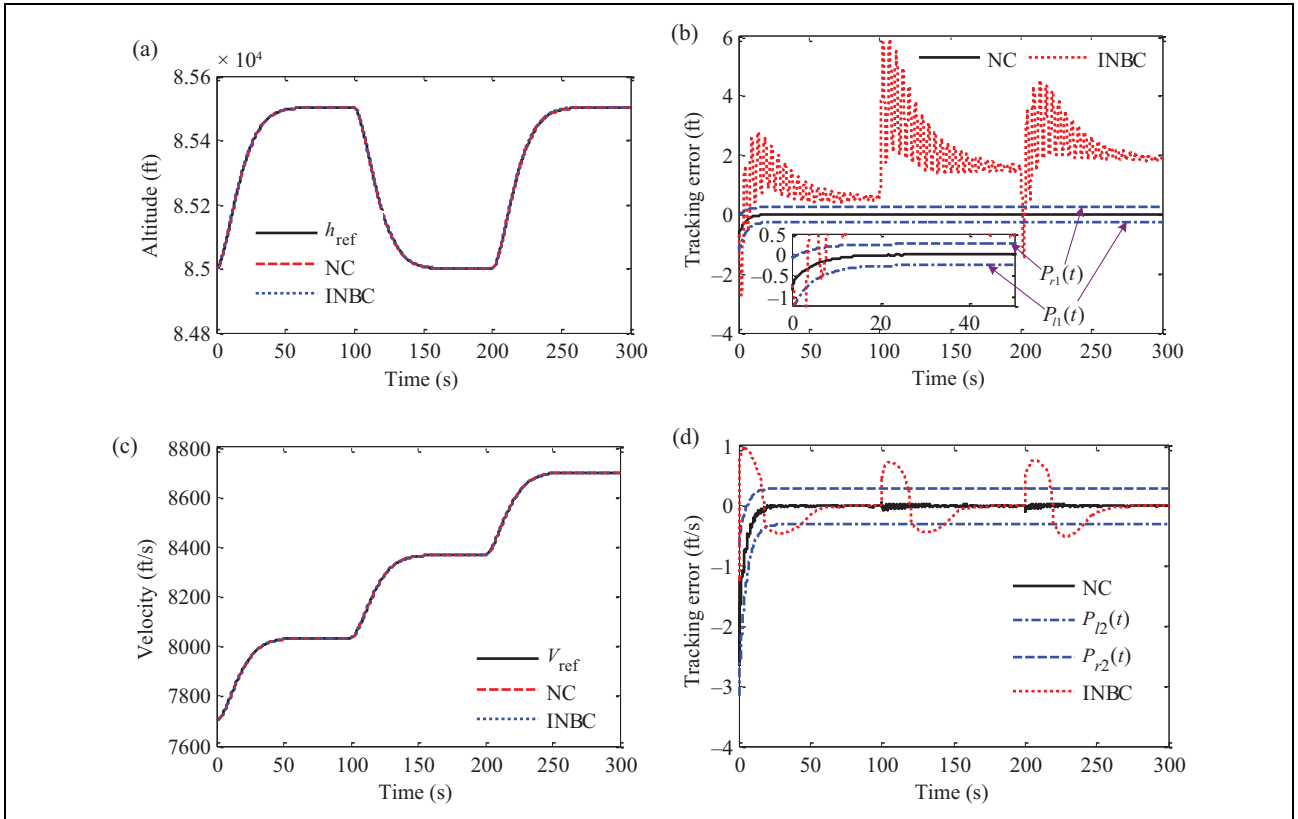 (a)
× 10⁴
8.56
8.54
8.52
8.5
8.48
Altitude (ft)
h_ref
NC
INBC
0 50 100 150 200 250 300
Time (s)
(b)
6
4
2
0
−2
−4
Tracking error (ft)
NC INBC
0.5
0
−0.5
−1
0 20 40
P_r1(t)
P_l1(t)
0 50 100 150 200 250 300
Time (s)
(c)
8800
8600
8400
8200
8000
7800
7600
Velocity (ft/s)
V_ref
NC
INBC
0 50 100 150 200 250 300
Time (s)
(d)
1
0
−1
−2
−3
−4
Tracking error (ft/s)
NC
P_l2(t)
P_r2(t)
INBC
0 50 100 150 200 250 300
Time (s)